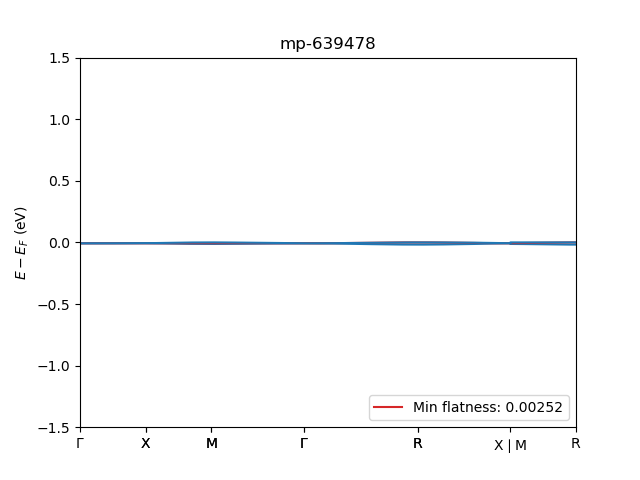 mp-639478
1.5
1.0
0.5
0.0
−0.5
−1.0
−1.5
E − E_F (eV)
Min flatness: 0.00252
Γ X M Γ R X | M R